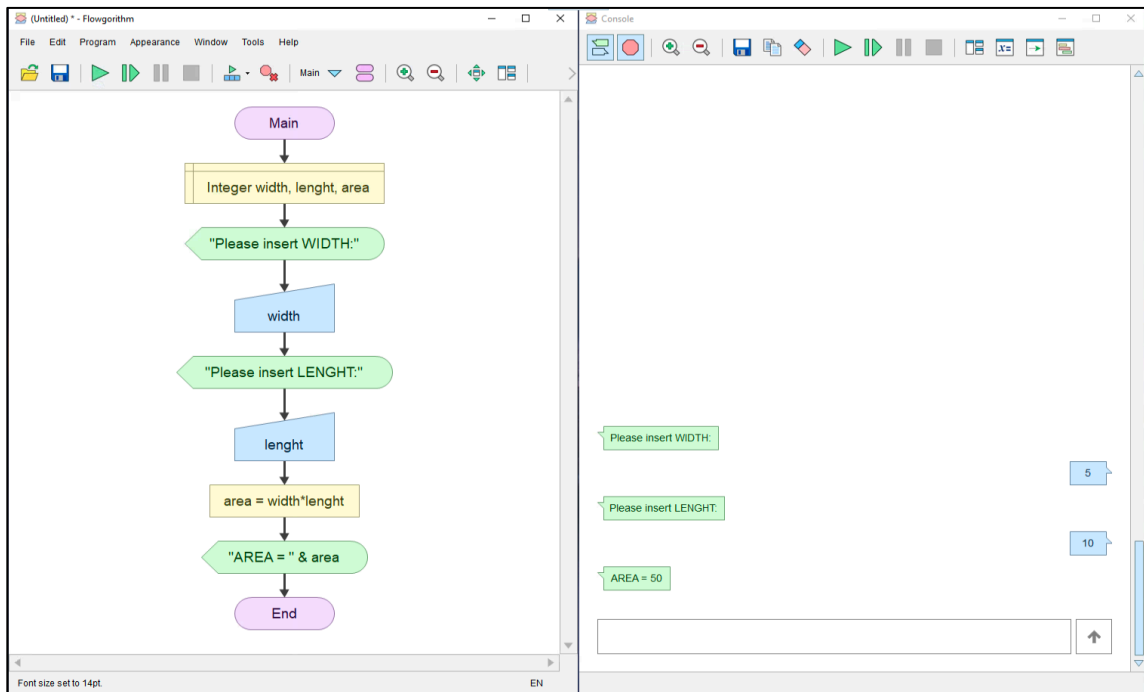 (Untitled) * - Flowgorithm
File Edit Program Appearance Window Tools Help
Main
Main
Integer width, lenght, area
"Please insert WIDTH:"
width
"Please insert LENGHT:"
lenght
area = width*lenght
"AREA = " & area
End
Font size set to 14pt.
EN
Console
x=
Please insert WIDTH:
5
Please insert LENGHT:
10
AREA = 50